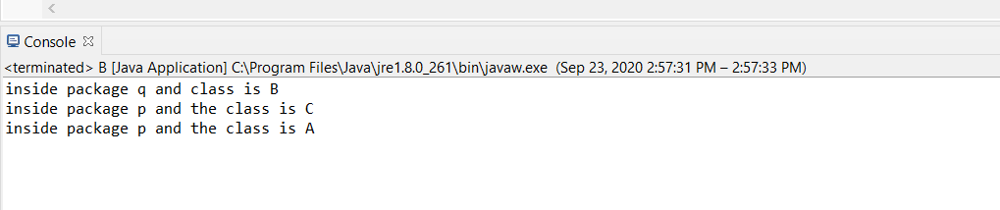 Console
<terminated> B [Java Application] C:\Program Files\Java\jre1.8.0_261\bin\javaw.exe (Sep 23, 2020 2:57:31 PM – 2:57:33 PM)
inside package q and class is B
inside package p and the class is C
inside package p and the class is A